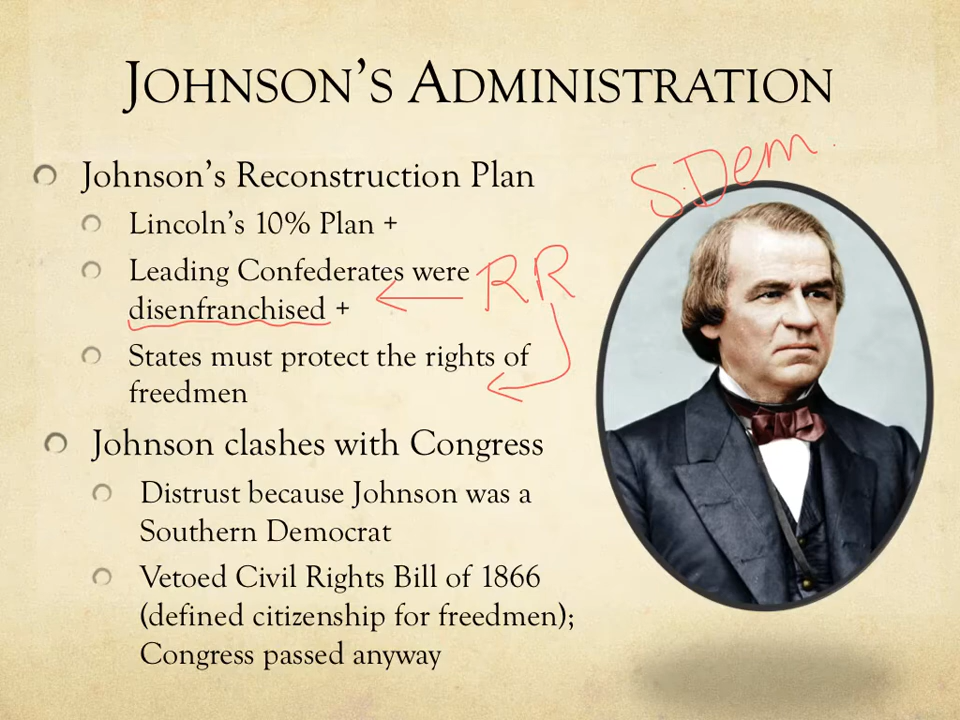 JOHNSON'S ADMINISTRATION
S.Dem.
Johnson's Reconstruction Plan
Lincoln's 10% Plan +
Leading Confederates were
disenfranchised +
RR
States must protect the rights of
freedmen
Johnson clashes with Congress
Distrust because Johnson was a
Southern Democrat
Vetoed Civil Rights Bill of 1866
(defined citizenship for freedmen);
Congress passed anyway